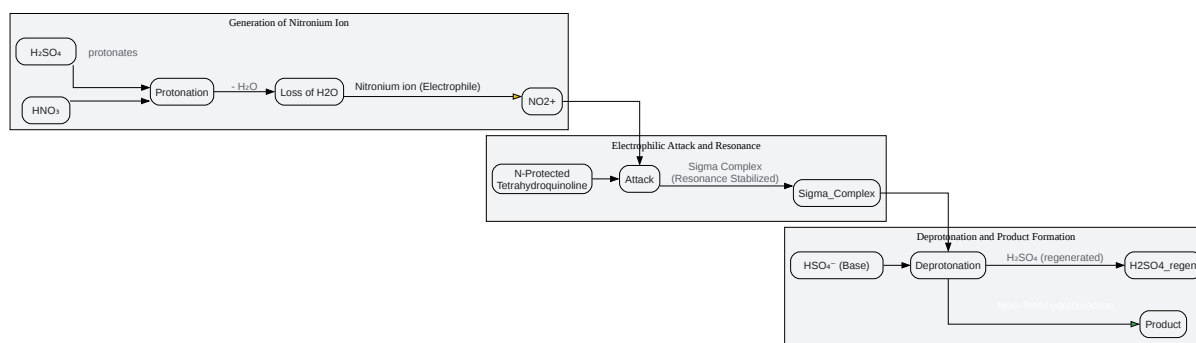 Generation of Nitronium Ion
H₂SO₄
protonates
HNO₃
Protonation
- H₂O
Loss of H2O
Nitronium ion (Electrophile)
NO2+
Electrophilic Attack and Resonance
N-Protected
Tetrahydroquinoline
Attack
Sigma Complex
(Resonance Stabilized)
Sigma_Complex
Deprotonation and Product Formation
HSO₄⁻ (Base)
Deprotonation
H₂SO₄ (regenerated)
H2SO4_regen
Nitro-Tetrahydroquinoline
Product